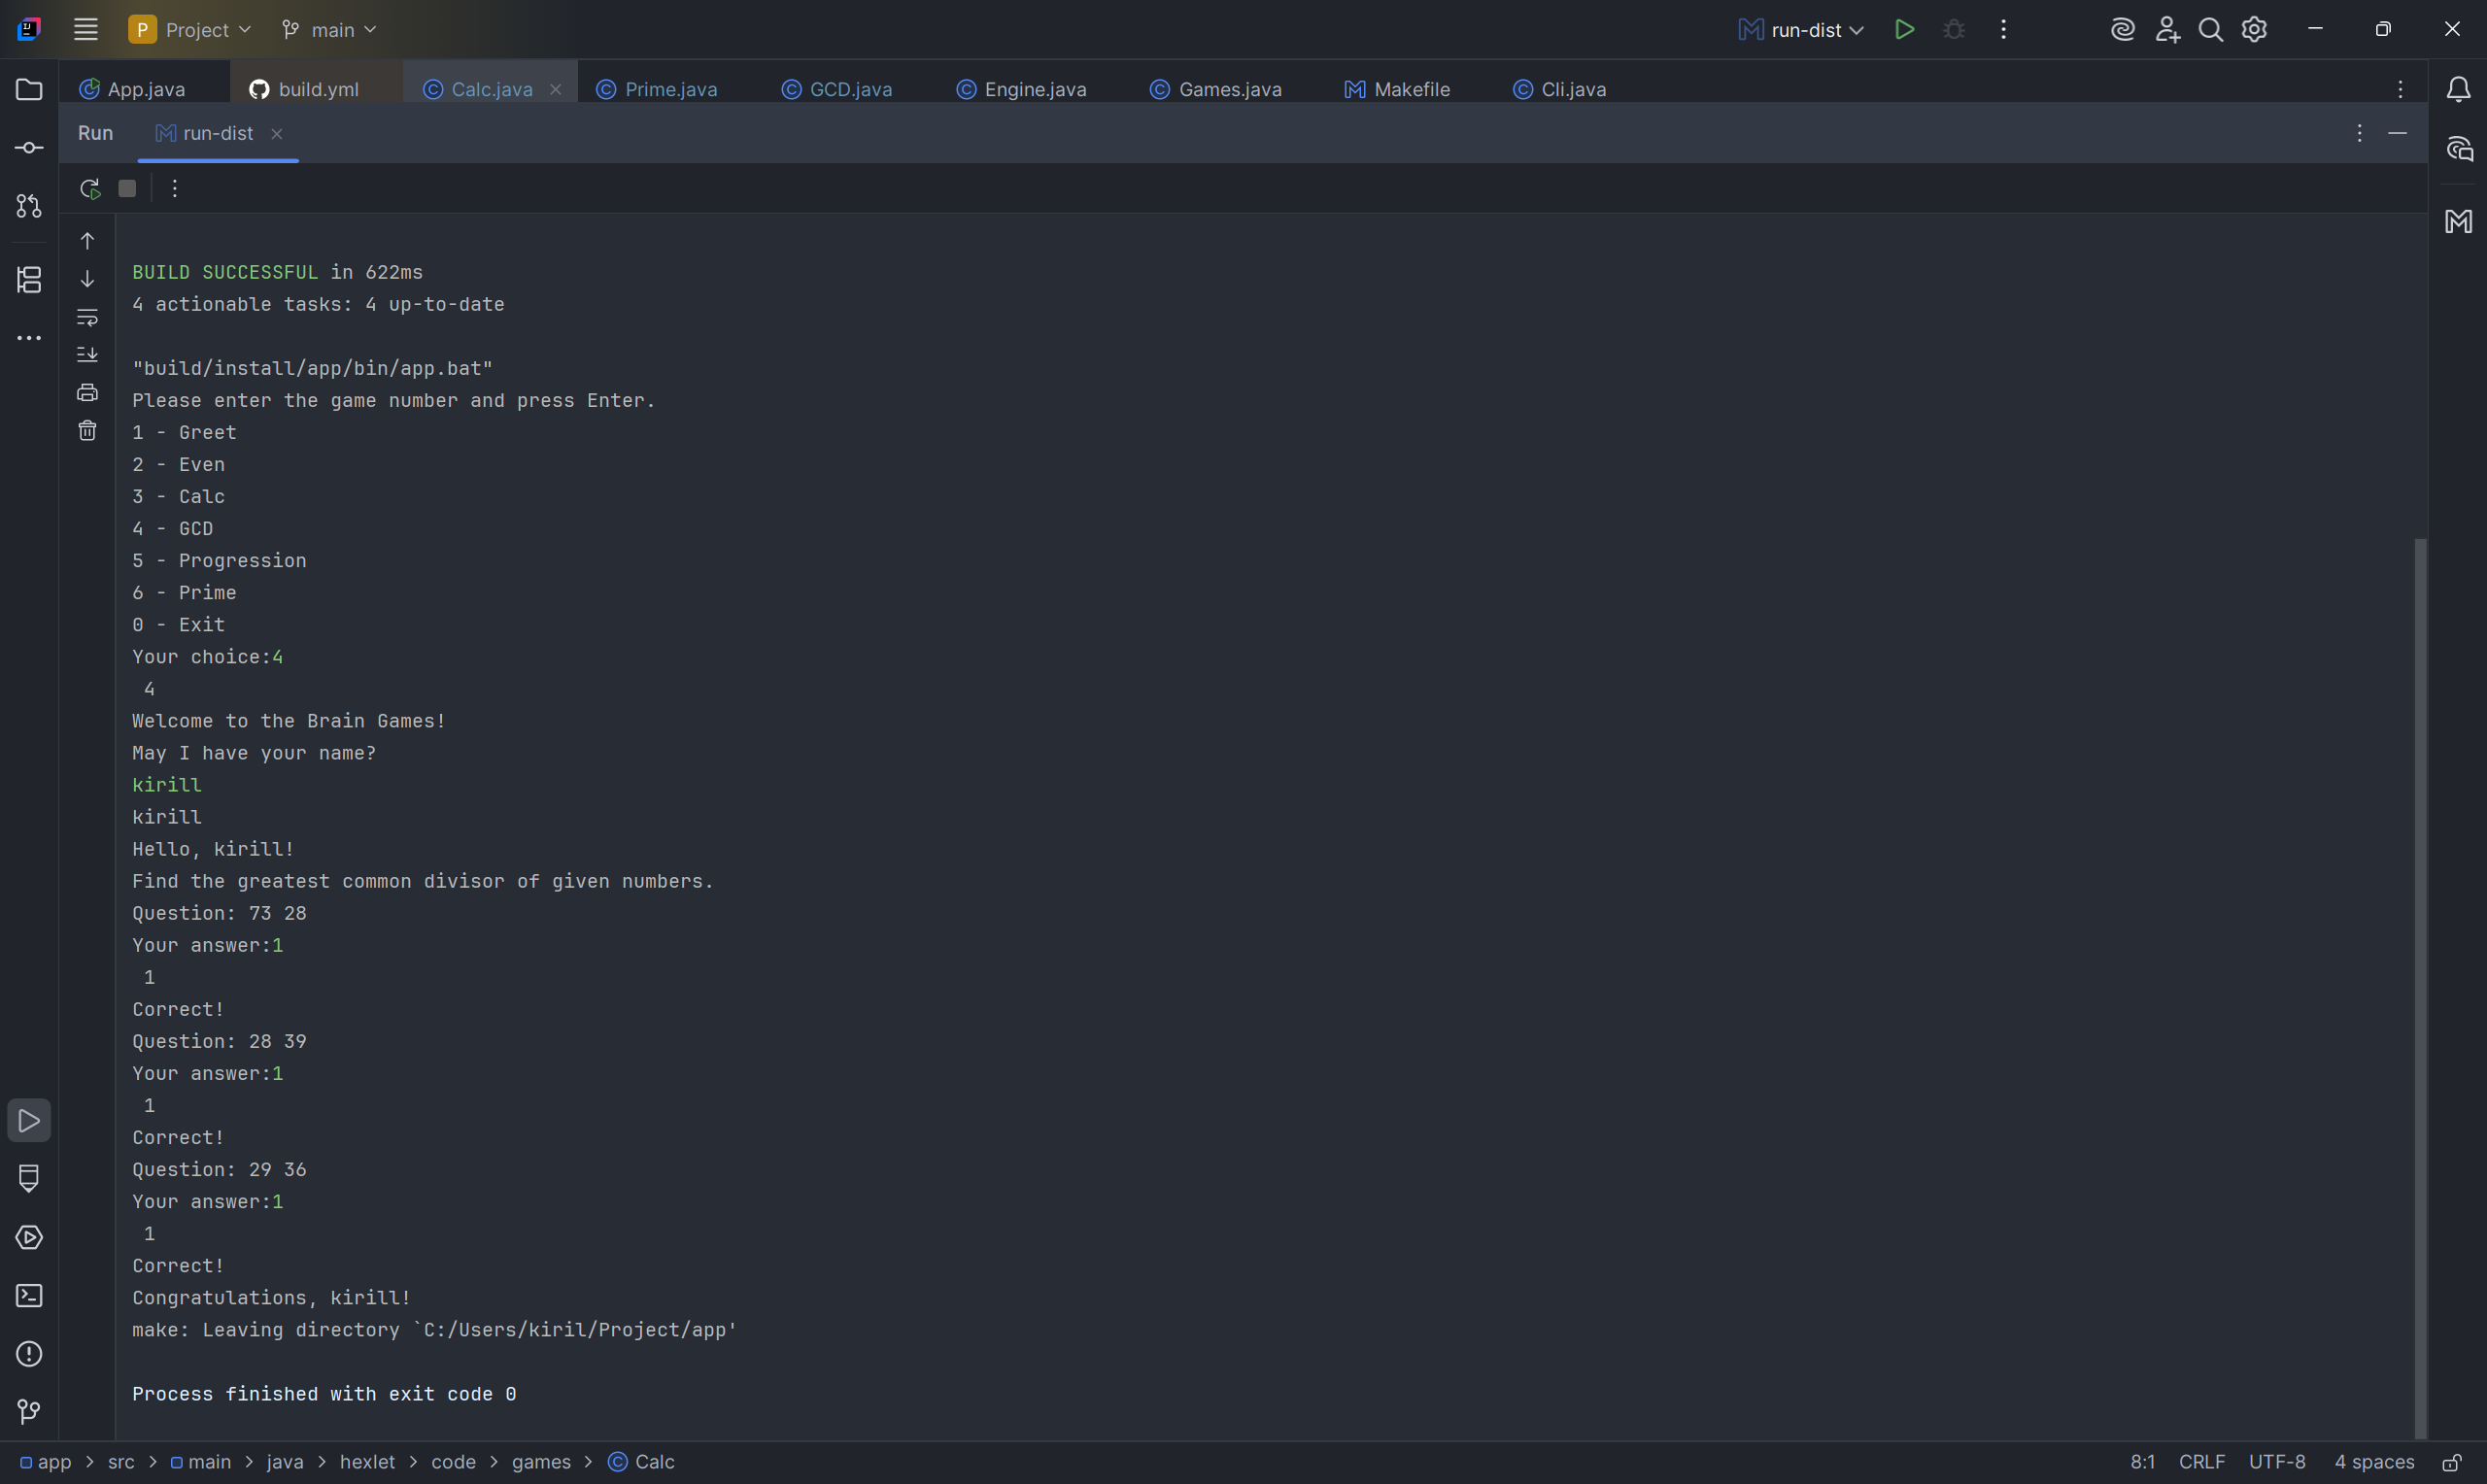 P Project main run-dist
App.java build.yml Calc.java Prime.java GCD.java Engine.java Games.java Makefile Cli.java
Run run-dist
BUILD SUCCESSFUL in 622ms
4 actionable tasks: 4 up-to-date
"build/install/app/bin/app.bat"
Please enter the game number and press Enter.
1 - Greet
2 - Even
3 - Calc
4 - GCD
5 - Progression
6 - Prime
0 - Exit
Your choice:4
4
Welcome to the Brain Games!
May I have your name?
kirill
kirill
Hello, kirill!
Find the greatest common divisor of given numbers.
Question: 73 28
Your answer:1
1
Correct!
Question: 28 39
Your answer:1
1
Correct!
Question: 29 36
Your answer:1
1
Correct!
Congratulations, kirill!
make: Leaving directory `C:/Users/kiril/Project/app'
Process finished with exit code 0
app > src > main > java > hexlet > code > games > Calc 8:1 CRLF UTF-8 4 spaces